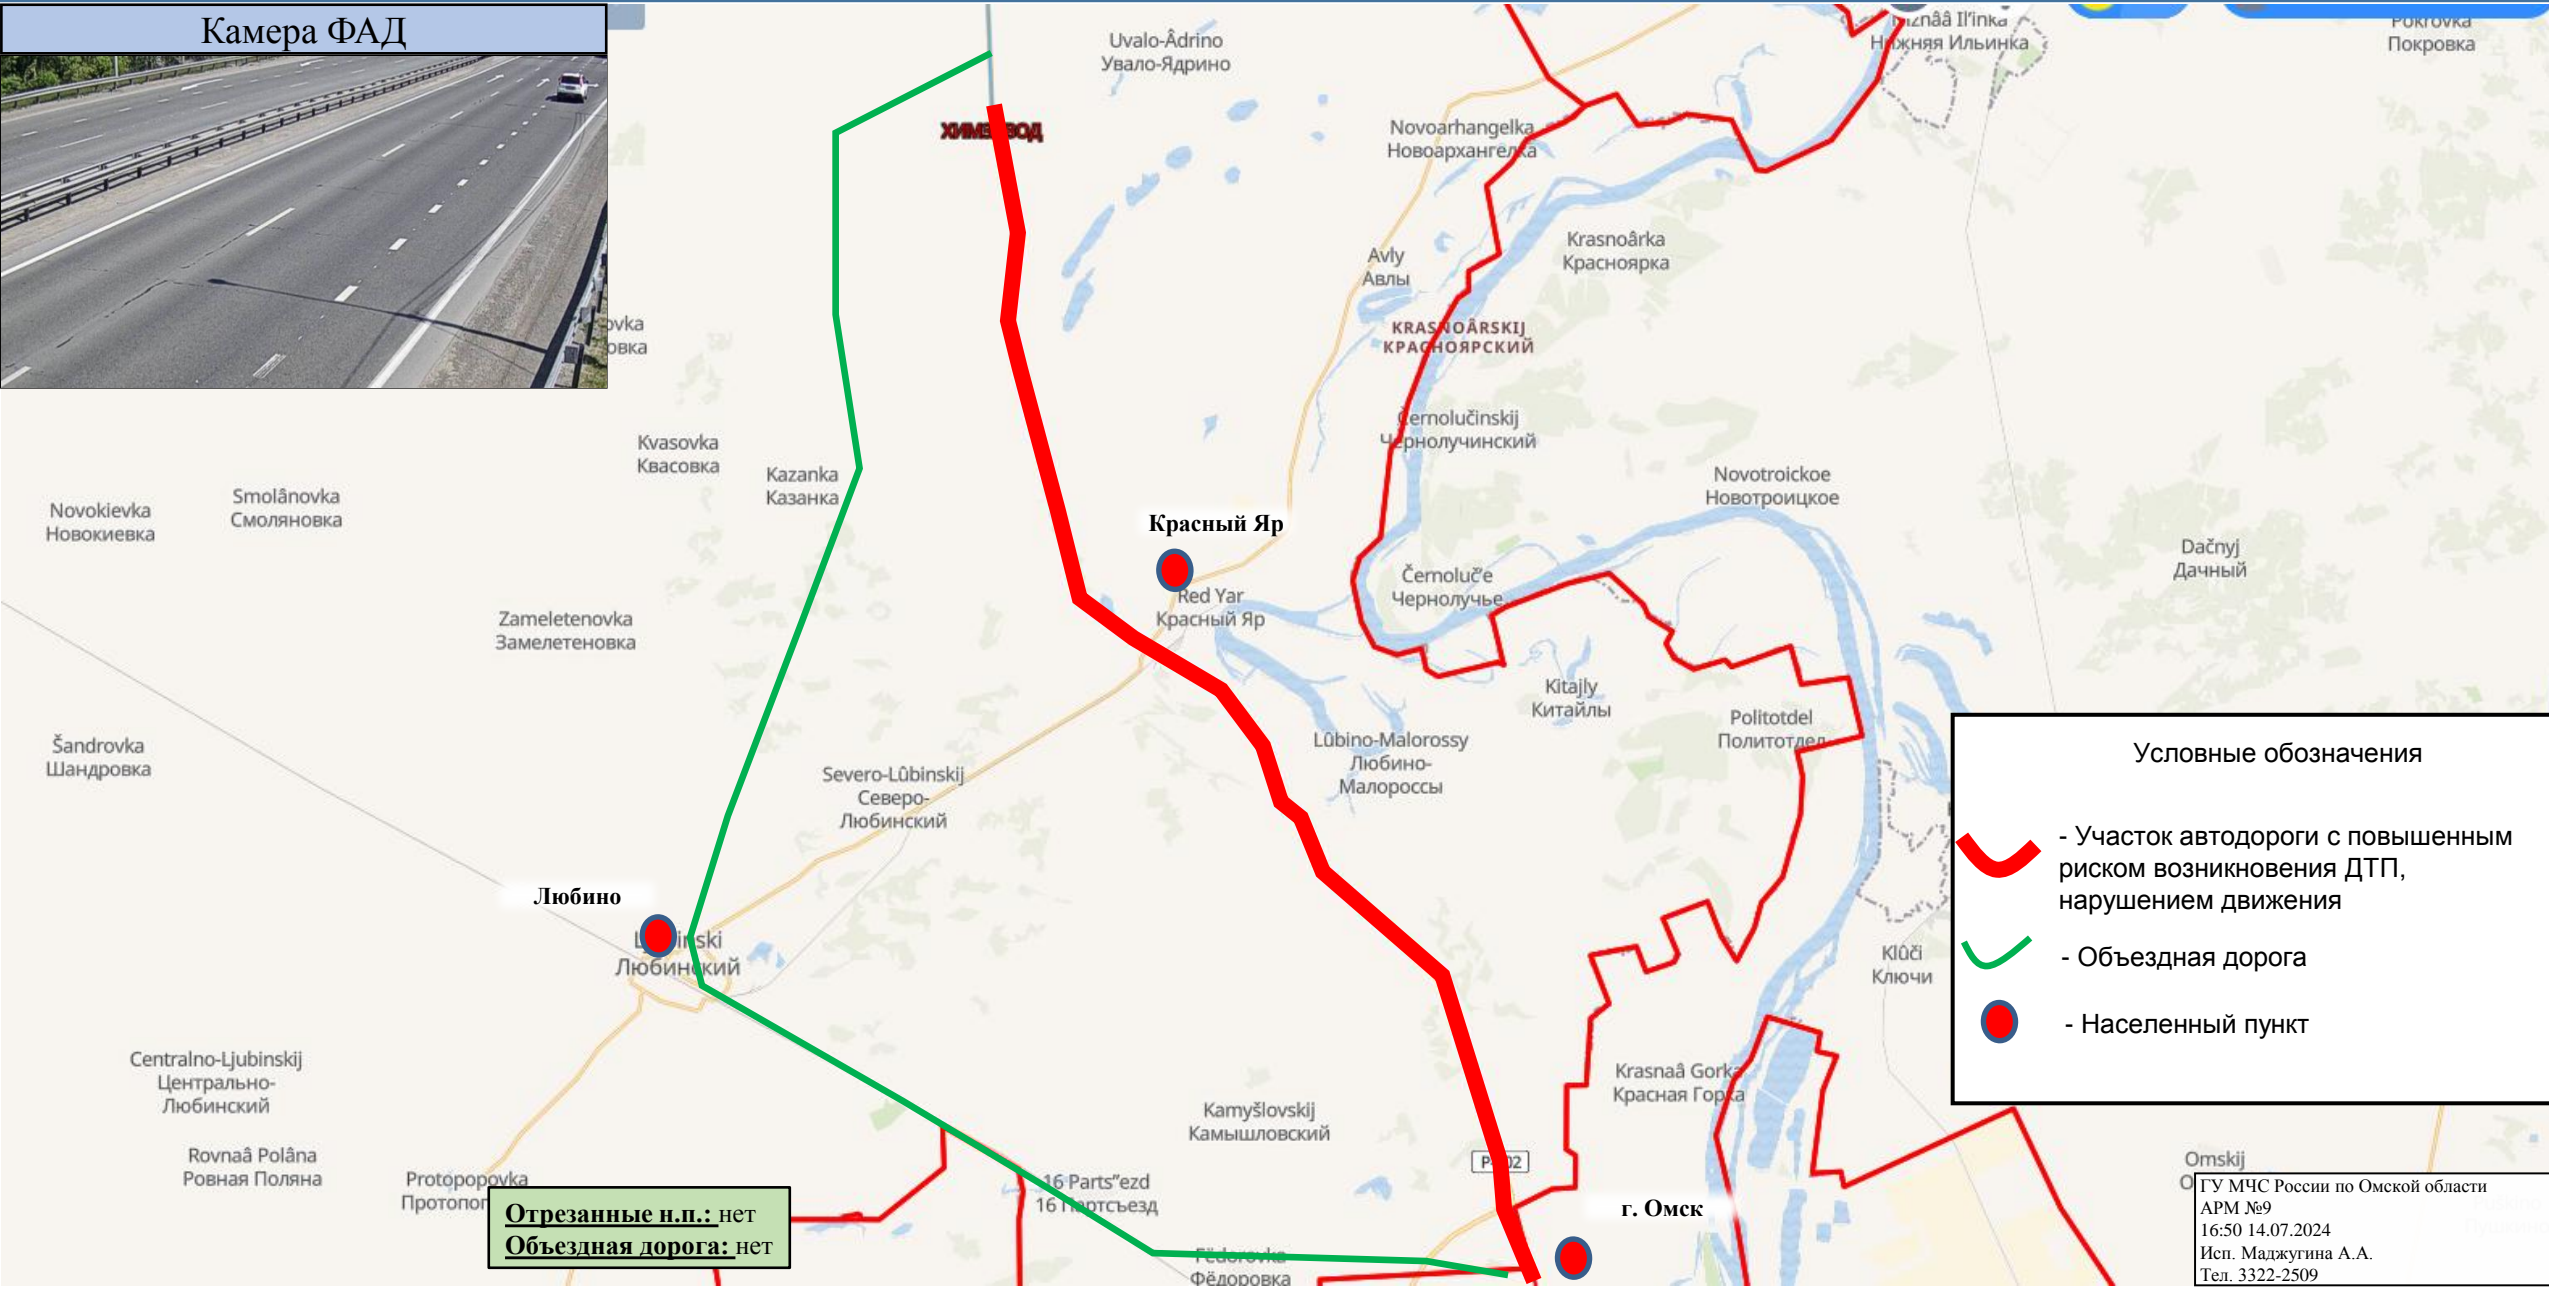 Камера ФАД
Uvalo-Âdrino
Увало-Ядрино
Нижняя Ильинка
Покровка
Novoarhangelka
Новоархангелка
Avly
Авлы
Krasnoârka
Красноярка
KRASNOÂRSKIJ
КРАСНОЯРСКИЙ
Černolučinskij
Чернолучинский
Kvasovka
Квасовка
Kazanka
Казанка
Novokievka
Новокиевка
Smolânovka
Смоляновка
Novotroickoe
Новотроицкое
Красный Яр
Red Yar
Красный Яр
Dačnyj
Дачный
Černoluč'e
Чернолучье
Zameletenovka
Замелетеновка
Kitajly
Китайлы
Politotdel
Политотдел
Šandrovka
Шандровка
Lûbino-Malorossy
Любино-
Малороссы
Severo-Lûbinskij
Северо-
Любинский
Условные обозначения
- Участок автодороги с повышенным
риском возникновения ДТП,
нарушением движения
- Объездная дорога
- Населенный пункт
Любино
Любинский
Klûči
Ключи
Centralno-Ljubinskij
Центрально-
Любинский
Krasnaâ Gorka
Красная Горка
Kamyšlovskij
Камышловский
Rovnaâ Polâna
Ровная Поляна
Protopopovka
16 Parts"ezd
16 Партсъезд
Omskij
г. Омск
Отрезанные н.п.: нет
Объездная дорога: нет
Fëdorovka
Фёдоровка
ГУ МЧС России по Омской области
АРМ №9
16:50 14.07.2024
Исп. Маджугина А.А.
Тел. 3322-2509